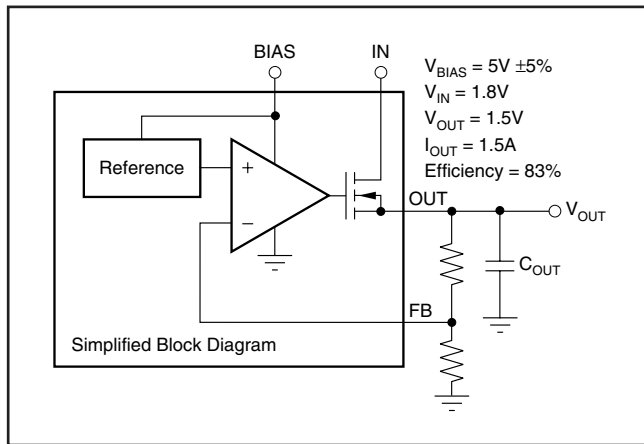 BIAS
IN
V_BIAS = 5V ±5%
V_IN = 1.8V
V_OUT = 1.5V
I_OUT = 1.5A
Efficiency = 83%
Reference
+
−
OUT
V_OUT
C_OUT
FB
Simplified Block Diagram